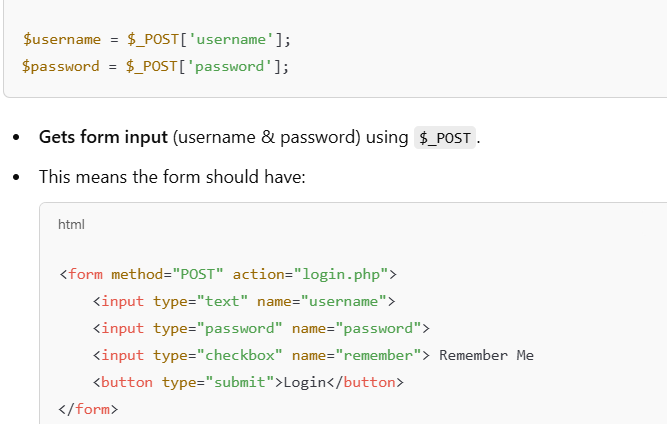 $username = $_POST['username'];
$password = $_POST['password'];
• Gets form input (username & password) using $_POST.
• This means the form should have:
html
<form method="POST" action="login.php">
    <input type="text" name="username">
    <input type="password" name="password">
    <input type="checkbox" name="remember"> Remember Me
    <button type="submit">Login</button>
</form>